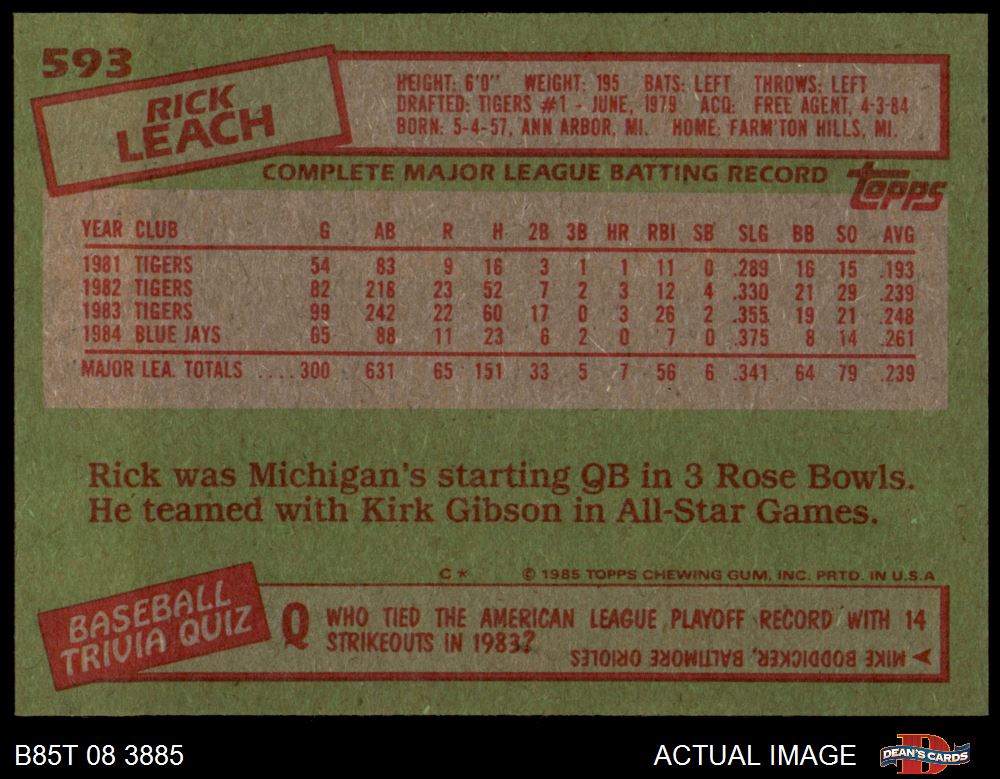 593
RICK
LEACH
HEIGHT: 6'0" WEIGHT: 195 BATS: LEFT THROWS: LEFT
DRAFTED: TIGERS #1 - JUNE, 1979 ACQ: FREE AGENT, 4-3-84
BORN: 5-4-57, ANN ARBOR, MI. HOME: FARM'TON HILLS, MI.
COMPLETE MAJOR LEAGUE BATTING RECORD
topps
YEAR CLUB G AB R H 2B 3B HR RBI SB SLG BB SO AVG
1981 TIGERS 54 83 9 16 3 1 1 11 0 .289 16 15 .193
1982 TIGERS 82 218 23 52 7 2 3 12 4 .330 21 29 .239
1983 TIGERS 99 242 22 60 17 0 3 26 2 .355 19 21 .248
1984 BLUE JAYS 65 88 11 23 6 2 0 7 0 .375 8 14 .261
MAJOR LEA. TOTALS .... 300 631 65 151 33 5 7 56 6 .341 64 79 .239
Rick was Michigan's starting QB in 3 Rose Bowls.
He teamed with Kirk Gibson in All-Star Games.
C* © 1985 TOPPS CHEWING GUM, INC. PRTD. IN U.S.A
BASEBALL
TRIVIA QUIZ
Q WHO TIED THE AMERICAN LEAGUE PLAYOFF RECORD WITH 14
STRIKEOUTS IN 1983?
MIKE BODDICKER, BALTIMORE ORIOLES
B85T 08 3885
ACTUAL IMAGE
D
DEAN'S CARDS